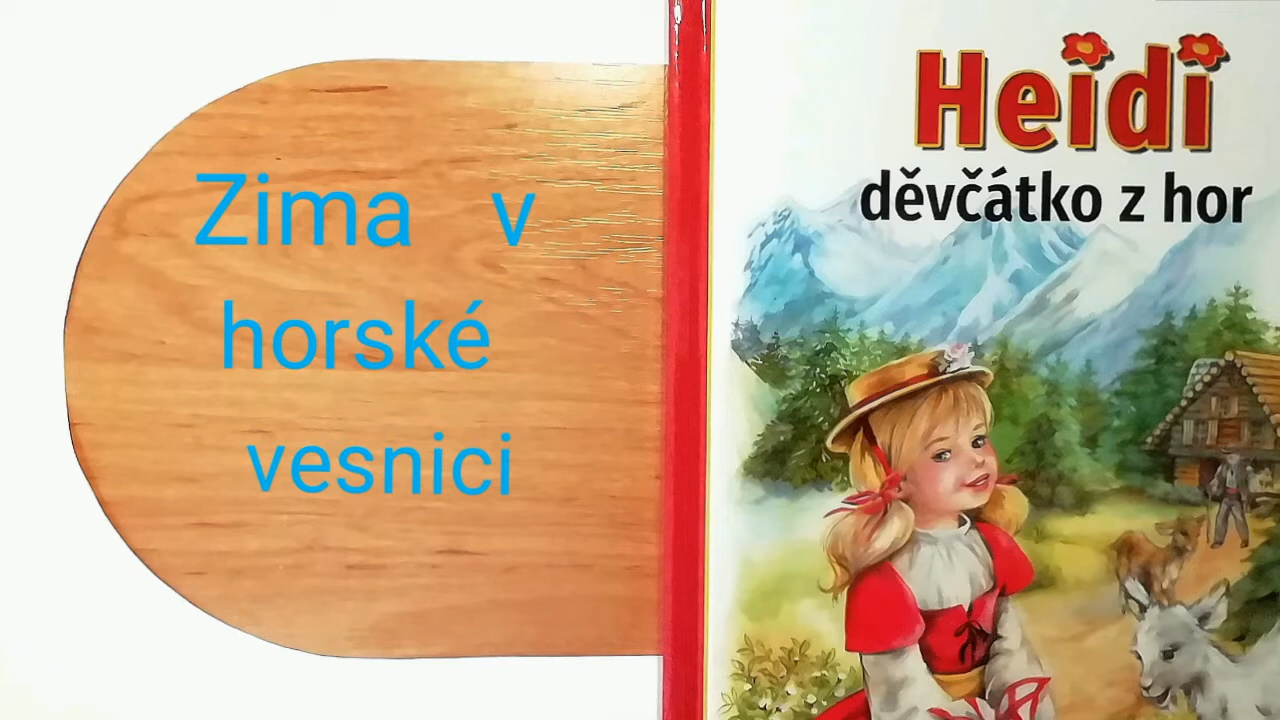 Zima v
horské
vesnici
Heidi
děvčátko z hor